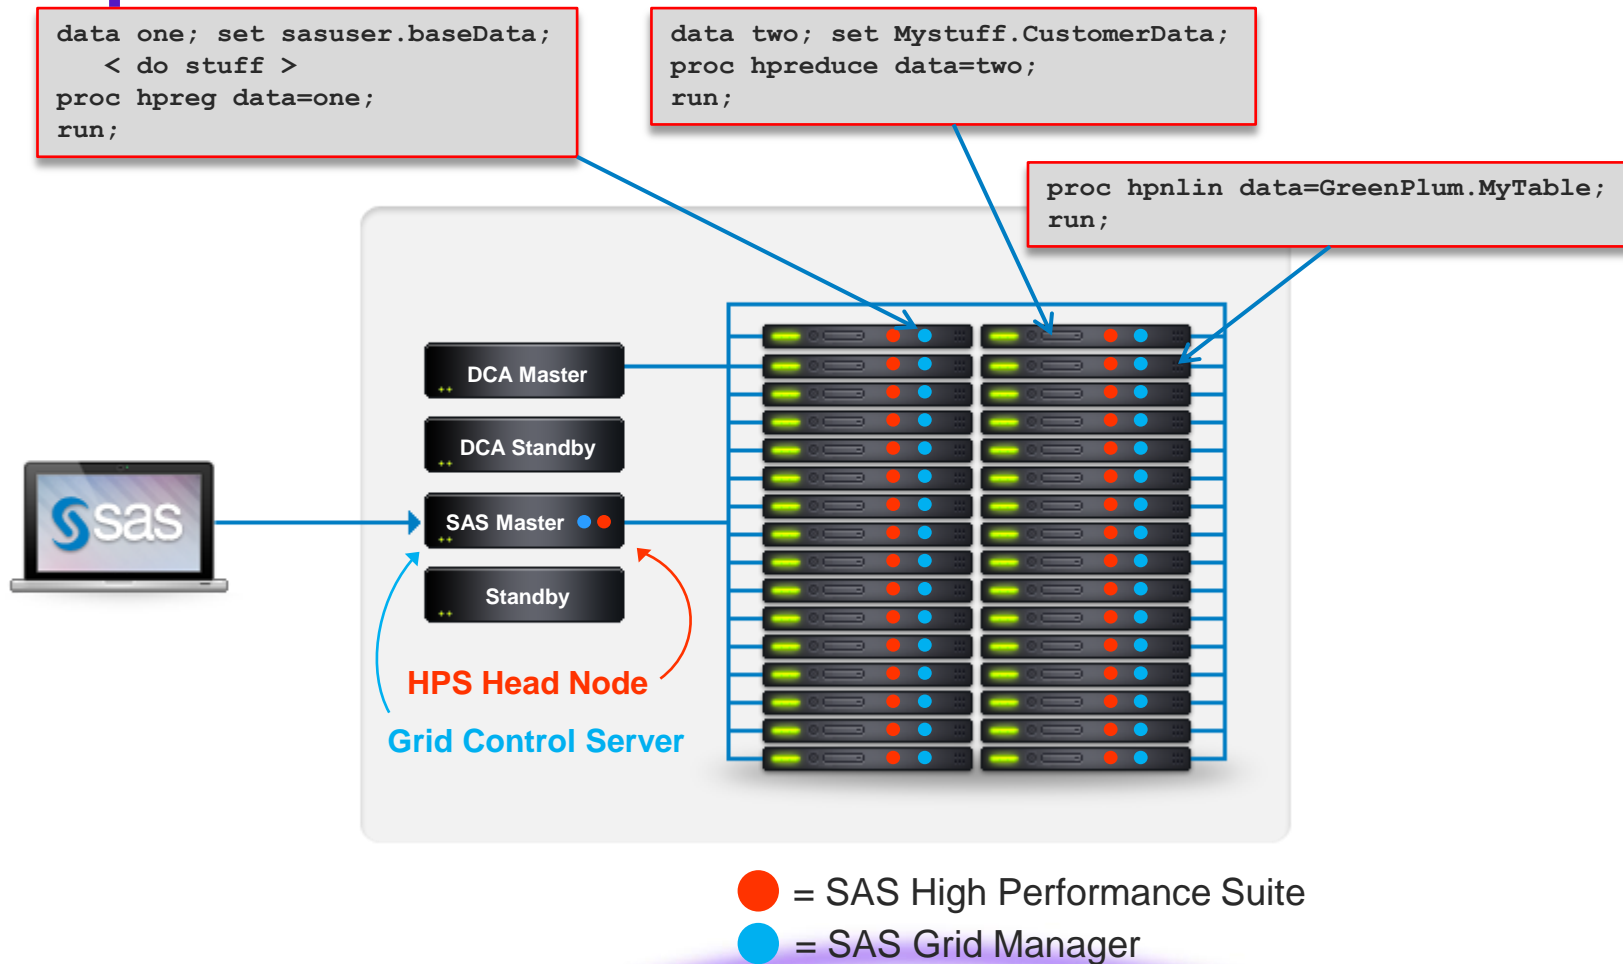 data one; set sasuser.baseData;
< do stuff >
proc hpreg data=one;
run;
data two; set Mystuff.CustomerData;
proc hpreduce data=two;
run;
proc hpnlin data=GreenPlum.MyTable;
run;
DCA Master
DCA Standby
SAS Master
Standby
sas
HPS Head Node
Grid Control Server
= SAS High Performance Suite
= SAS Grid Manager